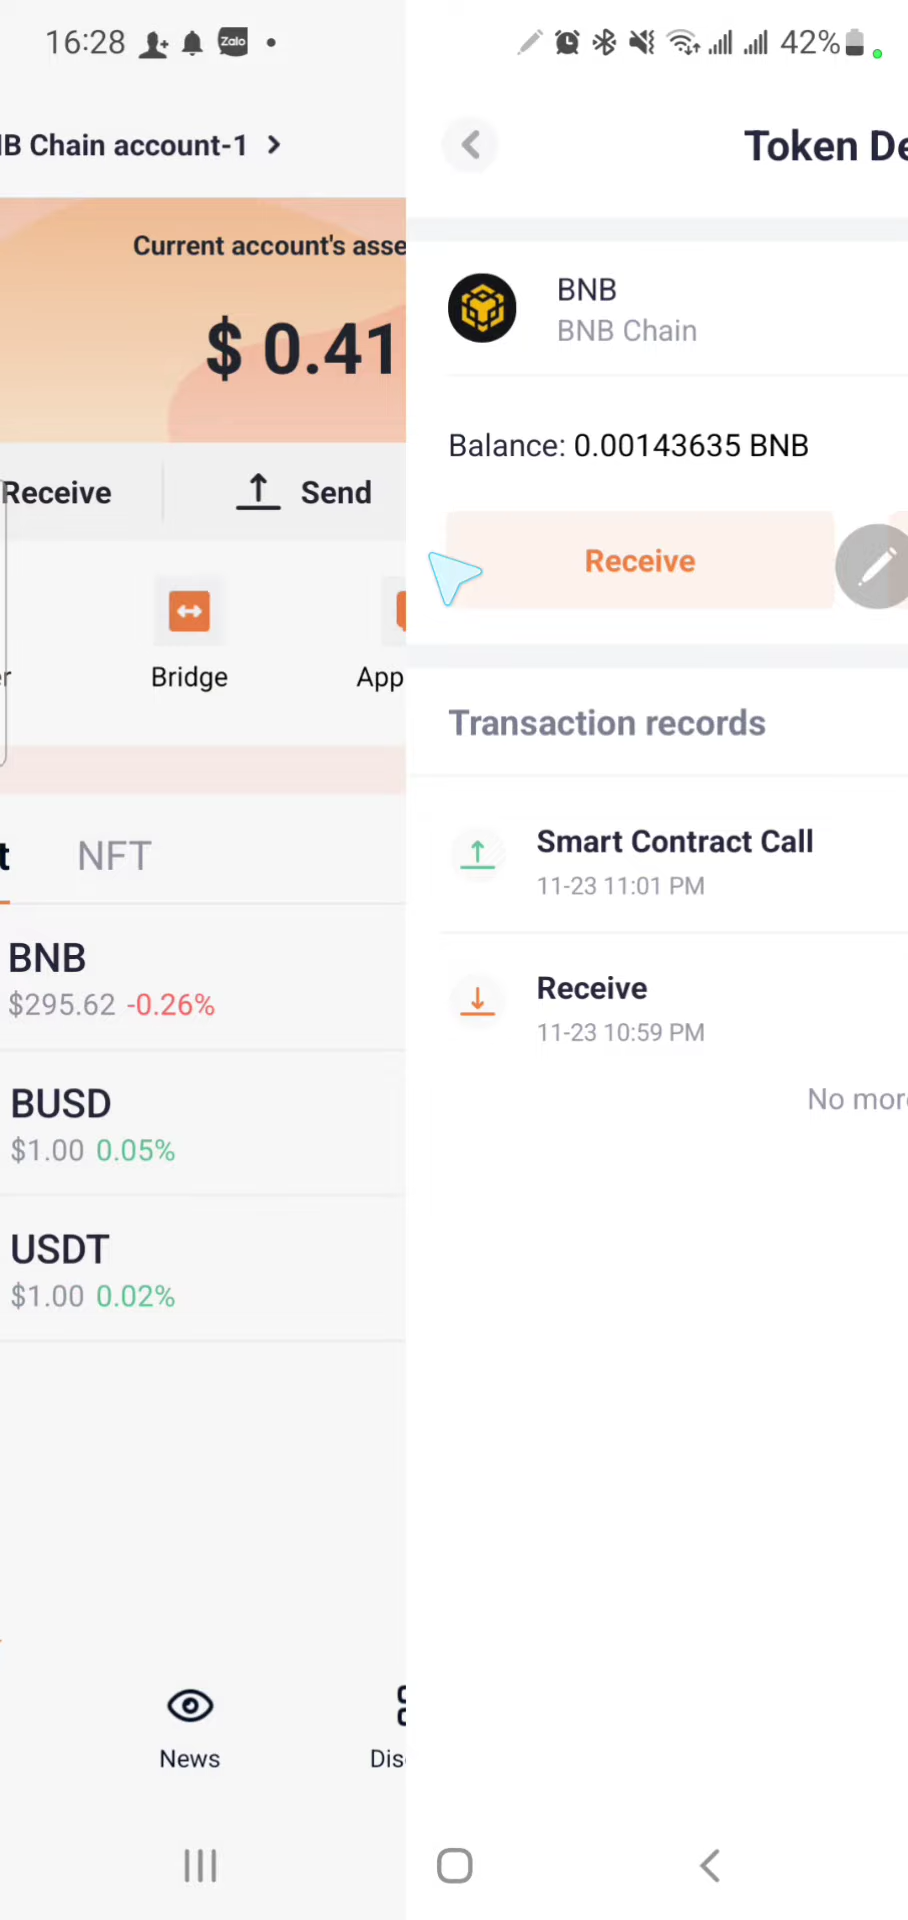 16:28 Zalo 42%
B Chain account-1
Token De
Current account's asse
$ 0.41
BNB
BNB Chain
Balance: 0.00143635 BNB
Receive
Send
Receive
Bridge
App
Transaction records
NFT
Smart Contract Call
11-23 11:01 PM
BNB
$295.62 -0.26%
Receive
11-23 10:59 PM
No mor
BUSD
$1.00 0.05%
USDT
$1.00 0.02%
News
Dis